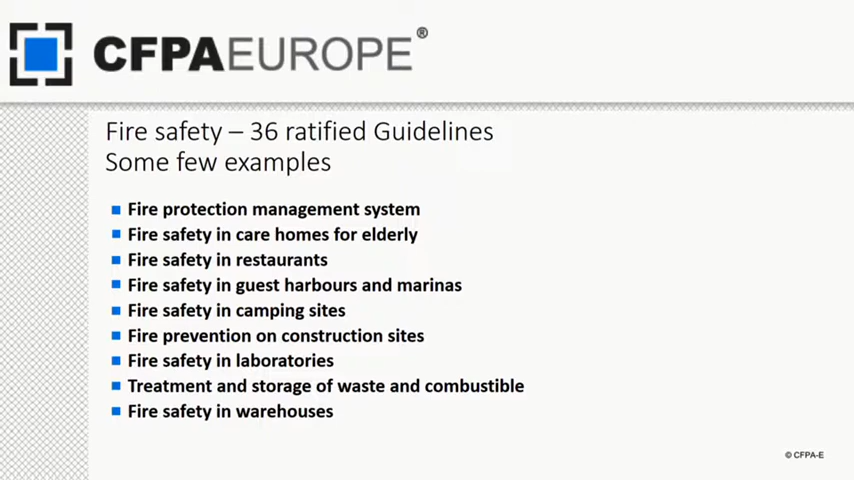 CFPAEUROPE®
Fire safety – 36 ratified Guidelines
Some few examples
Fire protection management system
Fire safety in care homes for elderly
Fire safety in restaurants
Fire safety in guest harbours and marinas
Fire safety in camping sites
Fire prevention on construction sites
Fire safety in laboratories
Treatment and storage of waste and combustible
Fire safety in warehouses
© CFPA-E